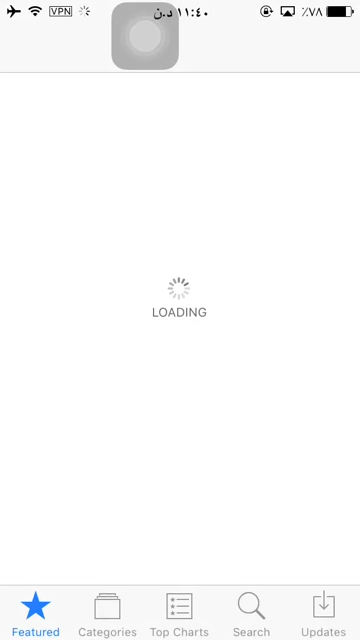 VPN ١١:٤٠ د.ن ٪٧٨
LOADING
Featured Categories Top Charts Search Updates